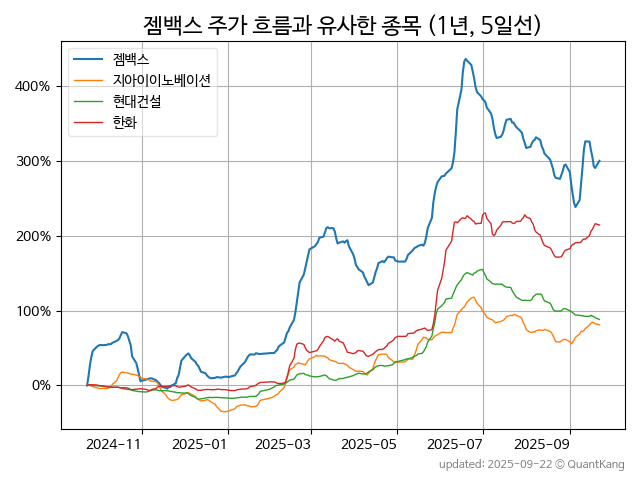 젬백스 주가 흐름과 유사한 종목 (1년, 5일선)
젬백스
지아이이노베이션
현대건설
한화
400%
300%
200%
100%
0%
2024-11
2025-01
2025-03
2025-05
2025-07
2025-09
updated: 2025-09-22 © QuantKang